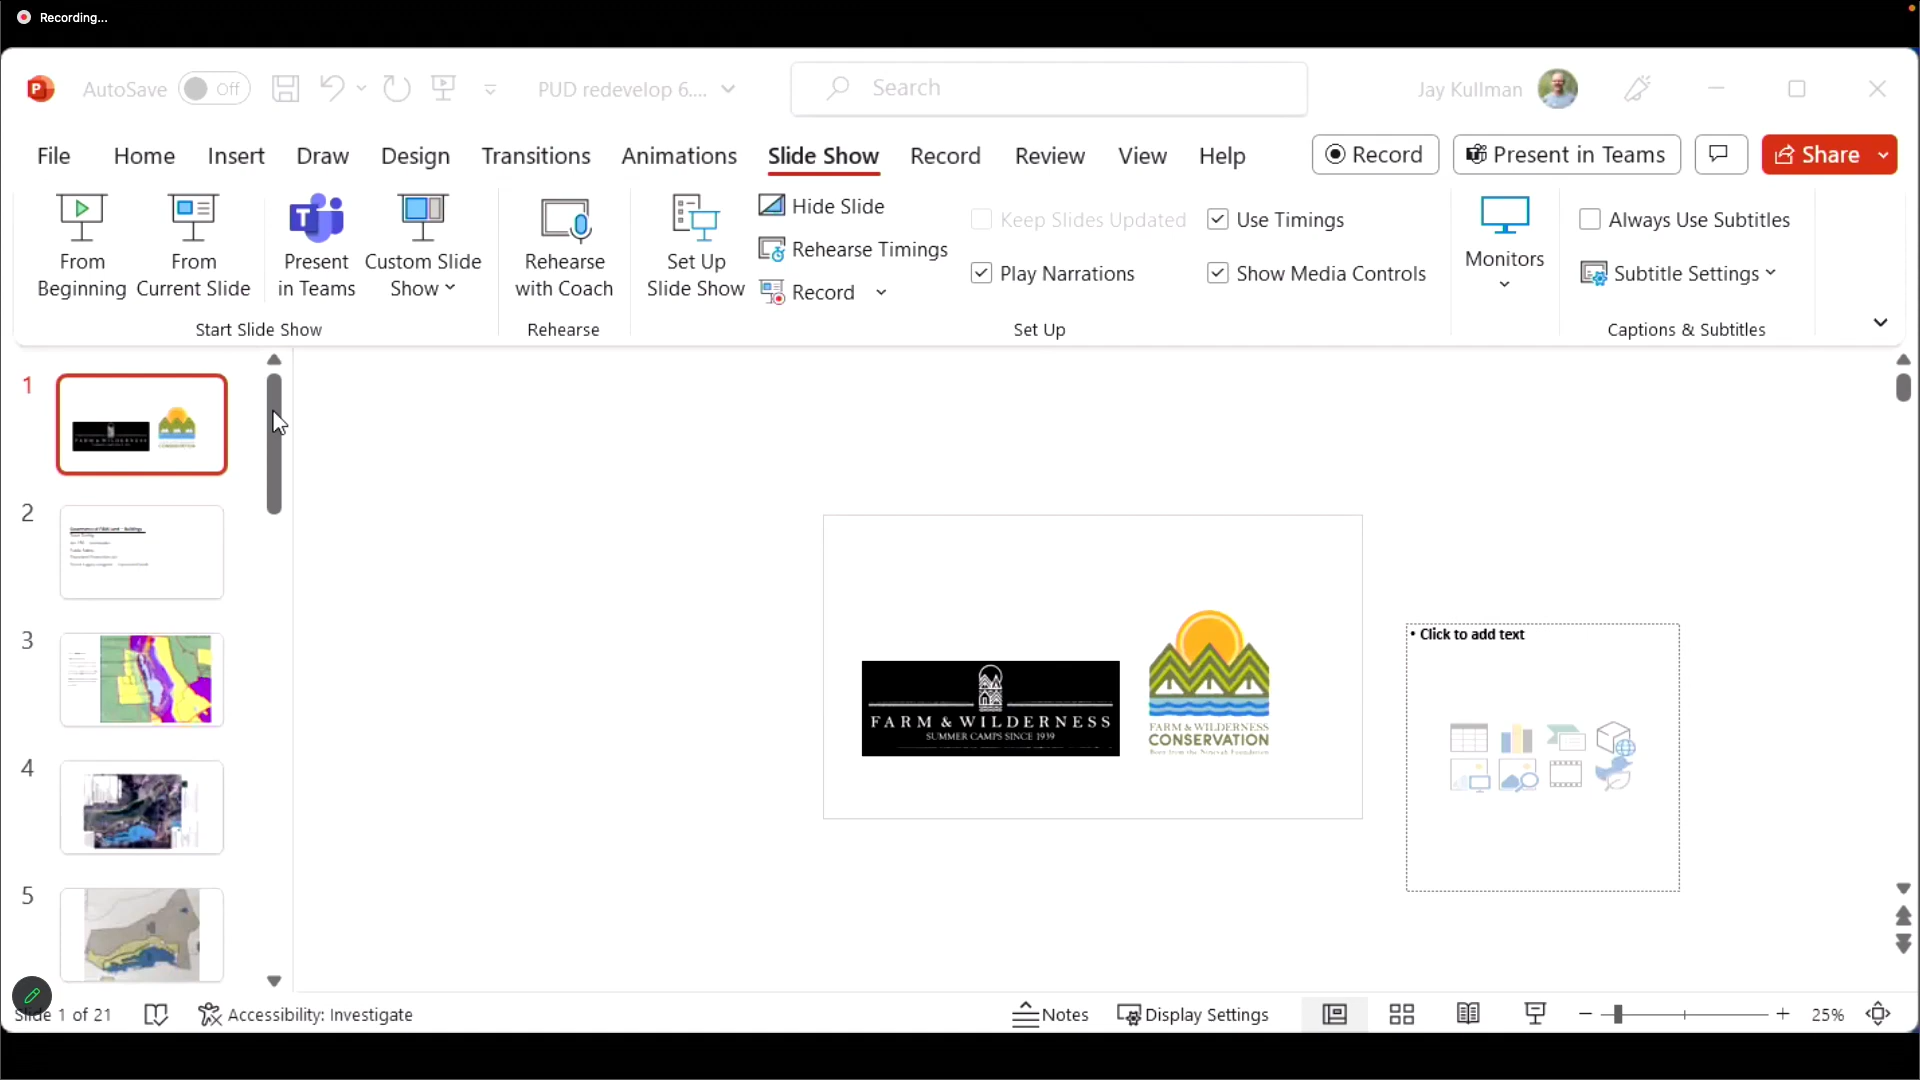 Recording...
AutoSave Off PUD redevelop 6.... Search Jay Kullman
File Home Insert Draw Design Transitions Animations Slide Show Record Review View Help Record Present in Teams Share
From Beginning
From Current Slide
Present in Teams
Custom Slide Show
Start Slide Show
Rehearse with Coach
Rehearse
Set Up Slide Show
Hide Slide
Rehearse Timings
Record
Keep Slides Updated
Play Narrations
Use Timings
Show Media Controls
Set Up
Monitors
Always Use Subtitles
Subtitle Settings
Captions & Subtitles
1
2
3
4
5
FARM & WILDERNESS
SUMMER CAMPS SINCE 1939
FARM & WILDERNESS
CONSERVATION
• Click to add text
Slide 1 of 21 Accessibility: Investigate Notes Display Settings 25%